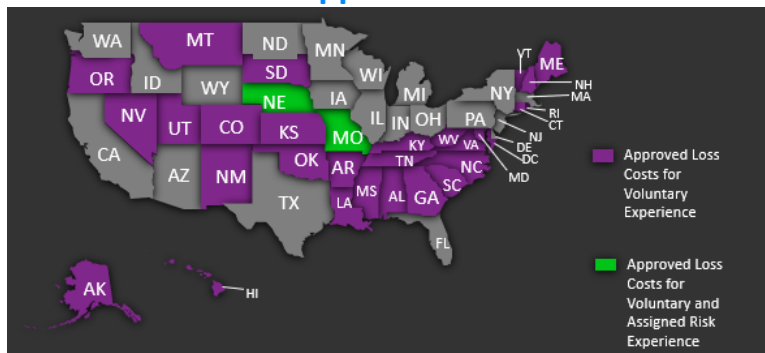 WA
MT
ND
MN
VT
ME
OR
ID
SD
WI
MI
NY
NH
MA
WY
NE
IA
RI
CT
NV
UT
CO
KS
MO
IL
IN
OH
PA
NJ
DE
DC
MD
CA
AZ
NM
OK
AR
KY
WV
VA
TN
NC
SC
TX
LA
MS
AL
GA
FL
AK
HI
Approved Loss
Costs for
Voluntary
Experience
Approved Loss
Costs for
Voluntary and
Assigned Risk
Experience